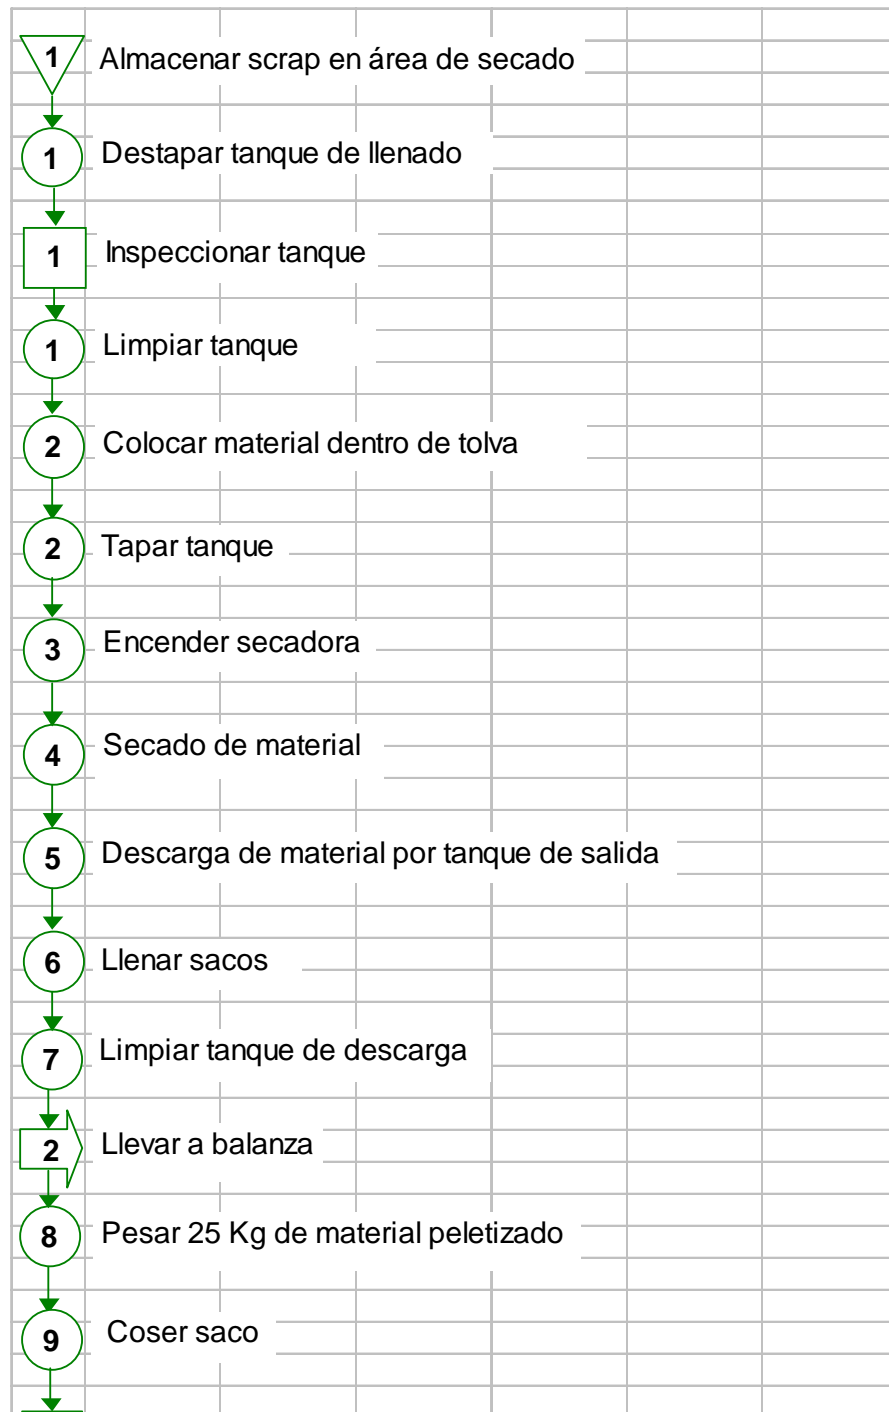 1 Almacenar scrap en área de secado
1 Destapar tanque de llenado
1 Inspeccionar tanque
1 Limpiar tanque
2 Colocar material dentro de tolva
2 Tapar tanque
3 Encender secadora
4 Secado de material
5 Descarga de material por tanque de salida
6 Llenar sacos
7 Limpiar tanque de descarga
2 Llevar a balanza
8 Pesar 25 Kg de material peletizado
9 Coser saco